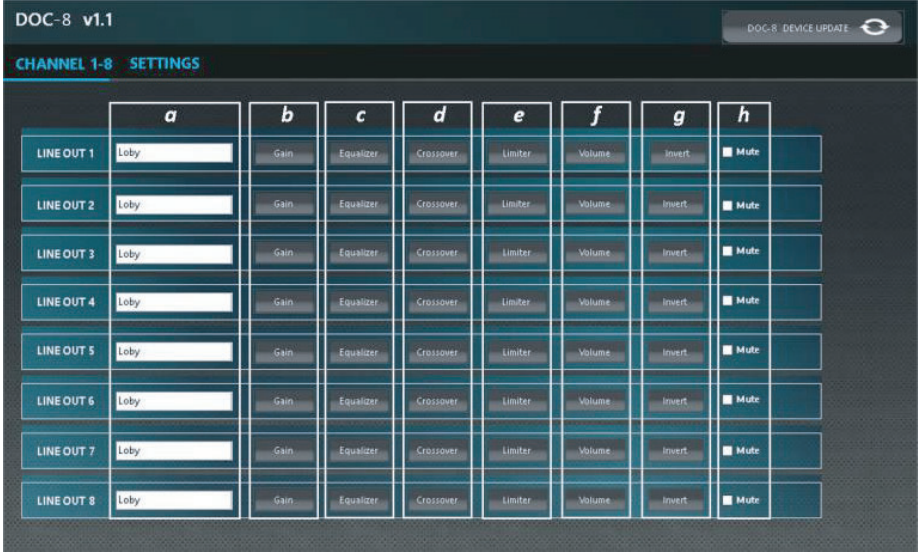 DOC-8 v1.1 DOC-8 DEVICE UPDATE
CHANNEL 1-8 SETTINGS
a b c d e f g h
LINE OUT 1 Loby Gain Equalizer Crossover Limiter Volume Invert Mute
LINE OUT 2 Loby Gain Equalizer Crossover Limiter Volume Invert Mute
LINE OUT 3 Loby Gain Equalizer Crossover Limiter Volume Invert Mute
LINE OUT 4 Loby Gain Equalizer Crossover Limiter Volume Invert Mute
LINE OUT 5 Loby Gain Equalizer Crossover Limiter Volume Invert Mute
LINE OUT 6 Loby Gain Equalizer Crossover Limiter Volume Invert Mute
LINE OUT 7 Loby Gain Equalizer Crossover Limiter Volume Invert Mute
LINE OUT 8 Loby Gain Equalizer Crossover Limiter Volume Invert Mute